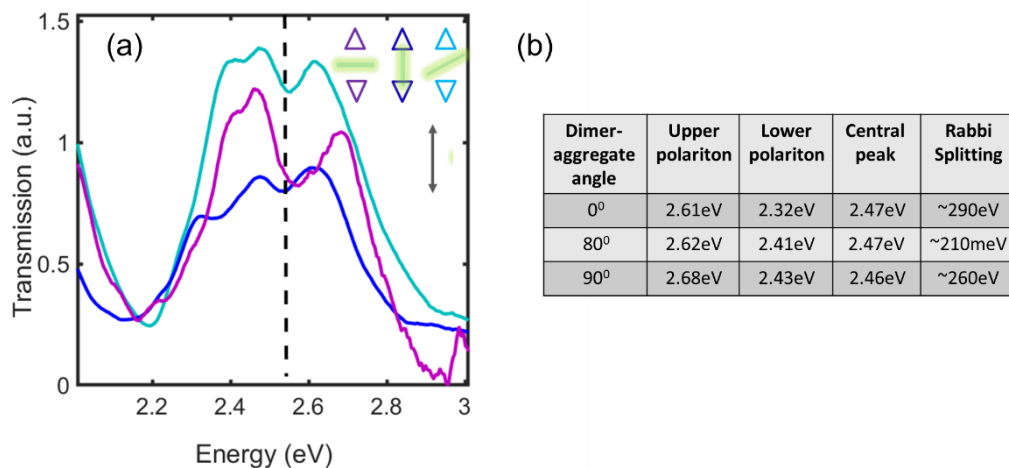 (a)
1.5
1
0.5
0
Transmission (a.u.)
2.2 2.4 2.6 2.8 3
Energy (eV)
(b)
Dimer-aggregate angle Upper polariton Lower polariton Central peak Rabbi Splitting
0⁰ 2.61eV 2.32eV 2.47eV ~290eV
80⁰ 2.62eV 2.41eV 2.47eV ~210meV
90⁰ 2.68eV 2.43eV 2.46eV ~260eV